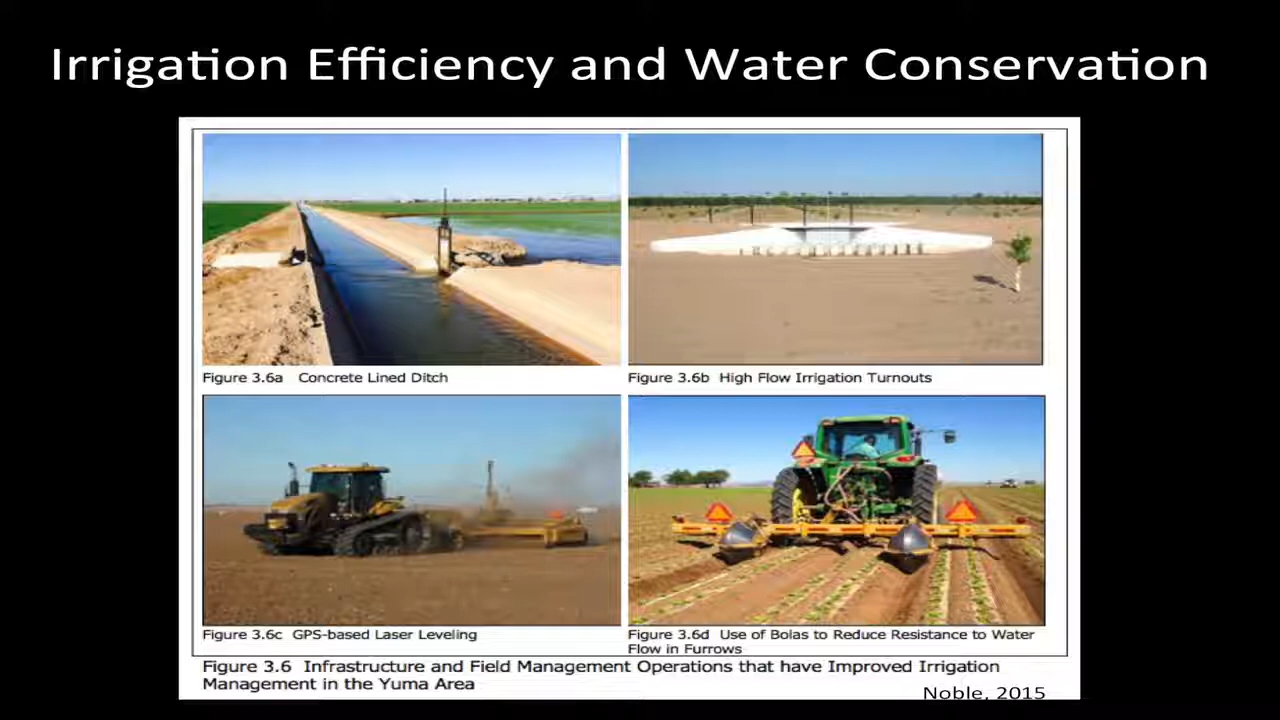 Irrigation Efficiency and Water Conservation
Figure 3.6a Concrete Lined Ditch
Figure 3.6b High Flow Irrigation Turnouts
Figure 3.6c GPS-based Laser Leveling
Figure 3.6d Use of Bolas to Reduce Resistance to Water
Flow in Furrows
Figure 3.6 Infrastructure and Field Management Operations that have Improved Irrigation
Management in the Yuma Area
Noble, 2015